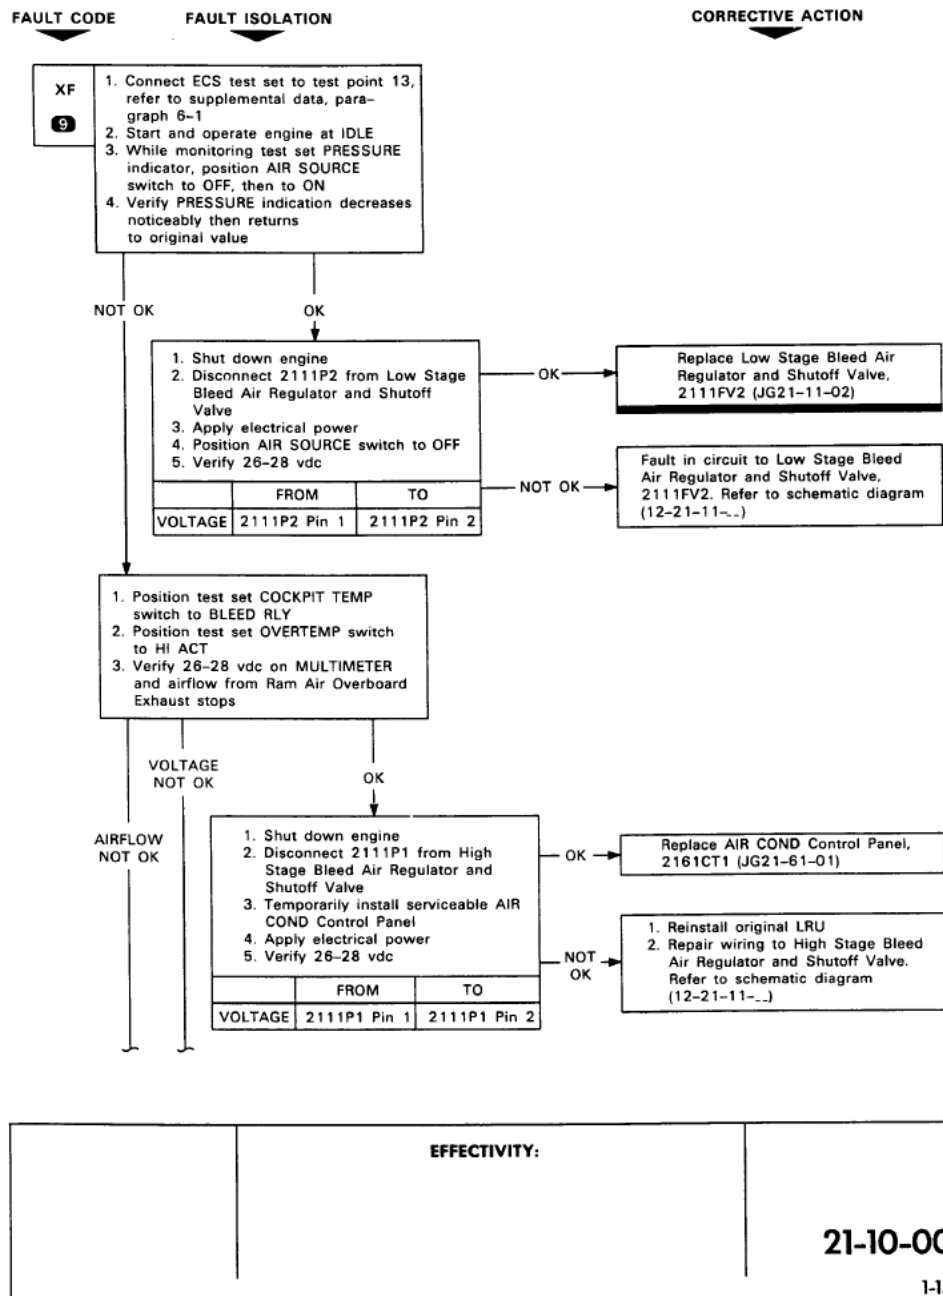 FAULT CODE FAULT ISOLATION CORRECTIVE ACTION
XF
9
1. Connect ECS test set to test point 13,
refer to supplemental data, para-
graph 6-1
2. Start and operate engine at IDLE
3. While monitoring test set PRESSURE
indicator, position AIR SOURCE
switch to OFF, then to ON
4. Verify PRESSURE indication decreases
noticeably then returns
to original value
NOT OK OK
1. Shut down engine
2. Disconnect 2111P2 from Low Stage
Bleed Air Regulator and Shutoff
Valve
3. Apply electrical power
4. Position AIR SOURCE switch to OFF
5. Verify 26-28 vdc
FROM TO
VOLTAGE 2111P2 Pin 1 2111P2 Pin 2
OK
Replace Low Stage Bleed Air
Regulator and Shutoff Valve,
2111FV2 (JG21-11-02)
NOT OK
Fault in circuit to Low Stage Bleed
Air Regulator and Shutoff Valve,
2111FV2. Refer to schematic diagram
(12-21-11-__)
1. Position test set COCKPIT TEMP
switch to BLEED RLY
2. Position test set OVERTEMP switch
to HI ACT
3. Verify 26-28 vdc on MULTIMETER
and airflow from Ram Air Overboard
Exhaust stops
AIRFLOW
NOT OK
VOLTAGE
NOT OK
OK
1. Shut down engine
2. Disconnect 2111P1 from High
Stage Bleed Air Regulator and
Shutoff Valve
3. Temporarily install serviceable AIR
COND Control Panel
4. Apply electrical power
5. Verify 26-28 vdc
FROM TO
VOLTAGE 2111P1 Pin 1 2111P1 Pin 2
OK
Replace AIR COND Control Panel,
2161CT1 (JG21-61-01)
NOT
OK
1. Reinstall original LRU
2. Repair wiring to High Stage Bleed
Air Regulator and Shutoff Valve.
Refer to schematic diagram
(12-21-11-__)
EFFECTIVITY:
21-10-00